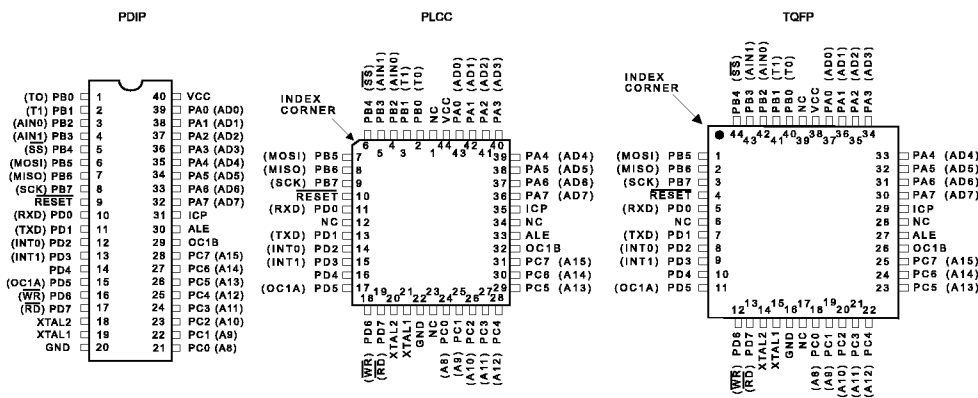 PDIP
(T0) PB0 1 40 VCC
(T1) PB1 2 39 PA0 (AD0)
(AIN0) PB2 3 38 PA1 (AD1)
(AIN1) PB3 4 37 PA2 (AD2)
(SS) PB4 5 36 PA3 (AD3)
(MOSI) PB5 6 35 PA4 (AD4)
(MISO) PB6 7 34 PA5 (AD5)
(SCK) PB7 8 33 PA6 (AD6)
RESET 9 32 PA7 (AD7)
(RXD) PD0 10 31 ICP
(TXD) PD1 11 30 ALE
(INT0) PD2 12 29 OC1B
(INT1) PD3 13 28 PC7 (A15)
PD4 14 27 PC6 (A14)
(OC1A) PD5 15 26 PC5 (A13)
(WR) PD6 16 25 PC4 (A12)
(RD) PD7 17 24 PC3 (A11)
XTAL2 18 23 PC2 (A10)
XTAL1 19 22 PC1 (A9)
GND 20 21 PC0 (A8)
PLCC
INDEX
CORNER
PB4 (SS)
PB3 (AIN1)
PB2 (AIN0)
PB1 (T1)
PB0 (T0)
NC
VCC
PA0 (AD0)
PA1 (AD1)
PA2 (AD2)
PA3 (AD3)
6 5 4 3 2 1 44 43 42 41 40
(MOSI) PB5 7 39 PA4 (AD4)
(MISO) PB6 8 38 PA5 (AD5)
(SCK) PB7 9 37 PA6 (AD6)
RESET 10 36 PA7 (AD7)
(RXD) PD0 11 35 ICP
NC 12 34 NC
(TXD) PD1 13 33 ALE
(INT0) PD2 14 32 OC1B
(INT1) PD3 15 31 PC7 (A15)
PD4 16 30 PC6 (A14)
(OC1A) PD5 17 29 PC5 (A13)
18 19 20 21 22 23 24 25 26 27 28
(WR) PD6
(RD) PD7
XTAL2
XTAL1
GND
NC
(A8) PC0
(A9) PC1
(A10) PC2
(A11) PC3
(A12) PC4
TQFP
INDEX
CORNER
PB4 (SS)
PB3 (AIN1)
PB2 (AIN0)
PB1 (T1)
PB0 (T0)
NC
VCC
PA0 (AD0)
PA1 (AD1)
PA2 (AD2)
PA3 (AD3)
44 43 42 41 40 39 38 37 36 35 34
(MOSI) PB5 1 33 PA4 (AD4)
(MISO) PB6 2 32 PA5 (AD5)
(SCK) PB7 3 31 PA6 (AD6)
RESET 4 30 PA7 (AD7)
(RXD) PD0 5 29 ICP
NC 6 28 NC
(TXD) PD1 7 27 ALE
(INT0) PD2 8 26 OC1B
(INT1) PD3 9 25 PC7 (A15)
PD4 10 24 PC6 (A14)
(OC1A) PD5 11 23 PC5 (A13)
12 13 14 15 16 17 18 19 20 21 22
(WR) PD6
(RD) PD7
XTAL2
XTAL1
GND
NC
(A8) PC0
(A9) PC1
(A10) PC2
(A11) PC3
(A12) PC4